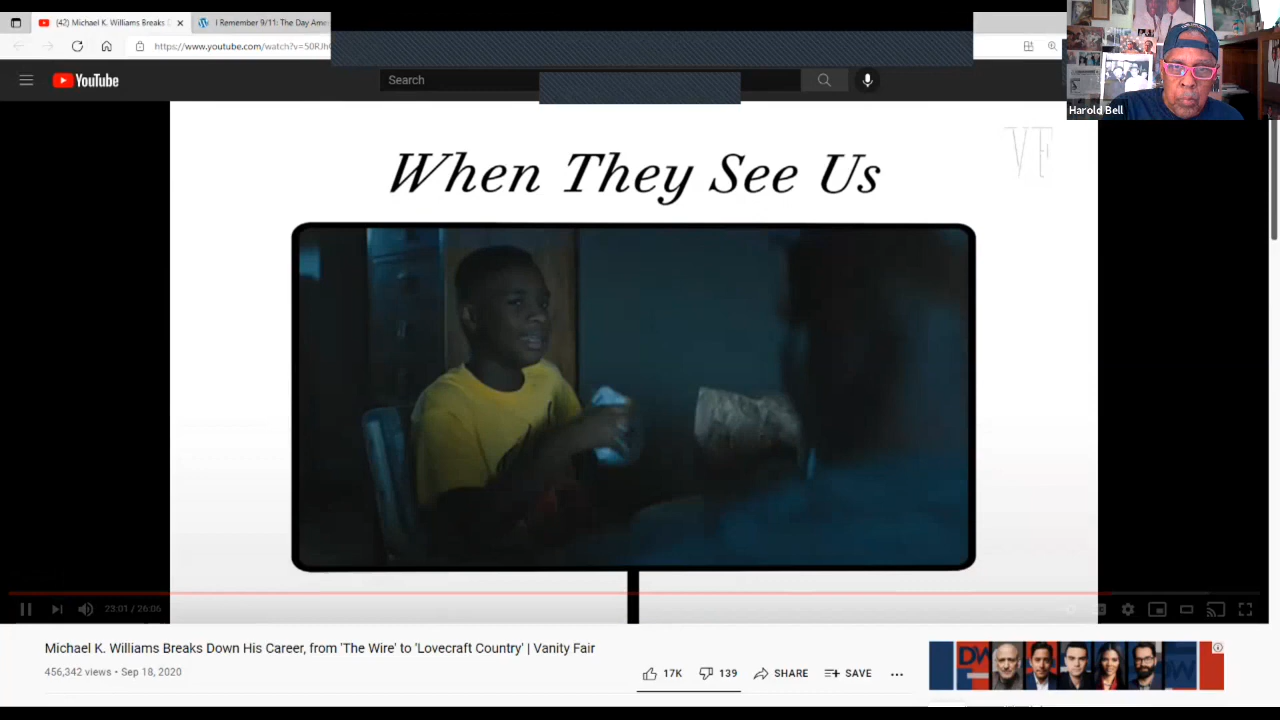 (42) Michael K. Williams Breaks D
I Remember 9/11: The Day Ame
https://www.youtube.com/watch?v=50RJh
YouTube
Search
Harold Bell
VF
When They See Us
23:01 / 26:06
Michael K. Williams Breaks Down His Career, from 'The Wire' to 'Lovecraft Country' | Vanity Fair
456,342 views • Sep 18, 2020
17K
139
SHARE
SAVE
DW